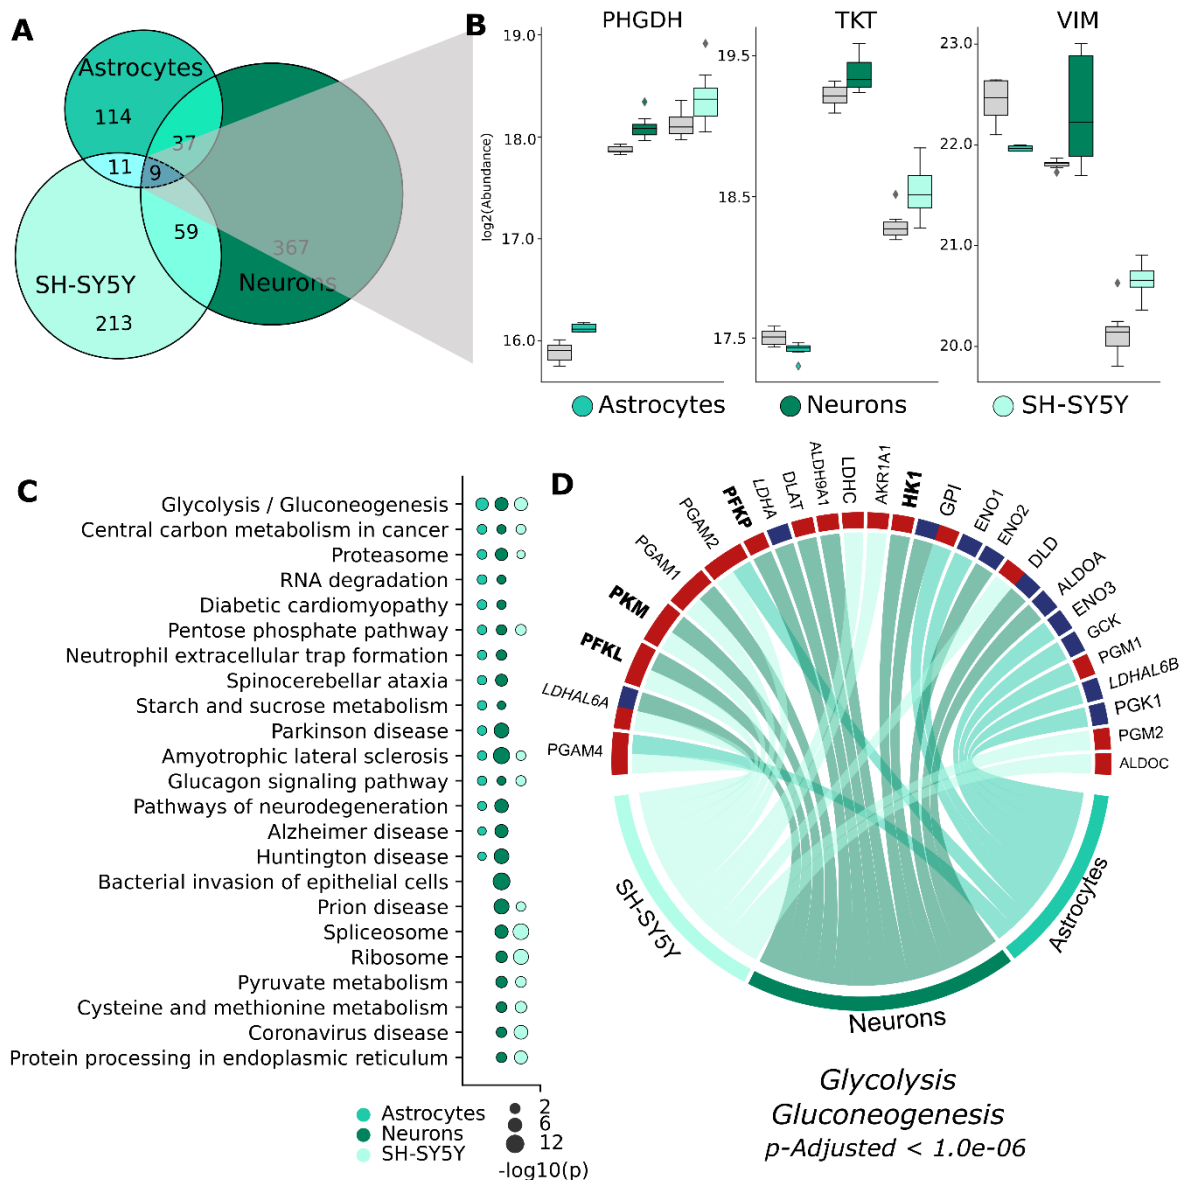 A
Astrocytes
114
37
11
9
59
367
SH-SY5Y
Neurons
213
B
PHGDH
TKT
VIM
log2(Abundance)
19.0
18.0
17.0
16.0
19.5
18.5
17.5
23.0
22.0
21.0
20.0
Astrocytes
Neurons
SH-SY5Y
C
Glycolysis / Gluconeogenesis
Central carbon metabolism in cancer
Proteasome
RNA degradation
Diabetic cardiomyopathy
Pentose phosphate pathway
Neutrophil extracellular trap formation
Spinocerebellar ataxia
Starch and sucrose metabolism
Parkinson disease
Amyotrophic lateral sclerosis
Glucagon signaling pathway
Pathways of neurodegeneration
Alzheimer disease
Huntington disease
Bacterial invasion of epithelial cells
Prion disease
Spliceosome
Ribosome
Pyruvate metabolism
Cysteine and methionine metabolism
Coronavirus disease
Protein processing in endoplasmic reticulum
Astrocytes
Neurons
SH-SY5Y
2
6
12
-log10(p)
D
PGAM4
LDHAL6A
PFKL
PKM
PGAM1
PGAM2
PFKP
LDHA
DLAT
ALDH9A1
LDHC
AKR1A1
HK1
GPI
ENO1
ENO2
DLD
ALDOA
ENO3
GCK
PGM1
LDHAL6B
PGK1
PGM2
ALDOC
SH-SY5Y
Neurons
Astrocytes
Glycolysis
Gluconeogenesis
p-Adjusted < 1.0e-06